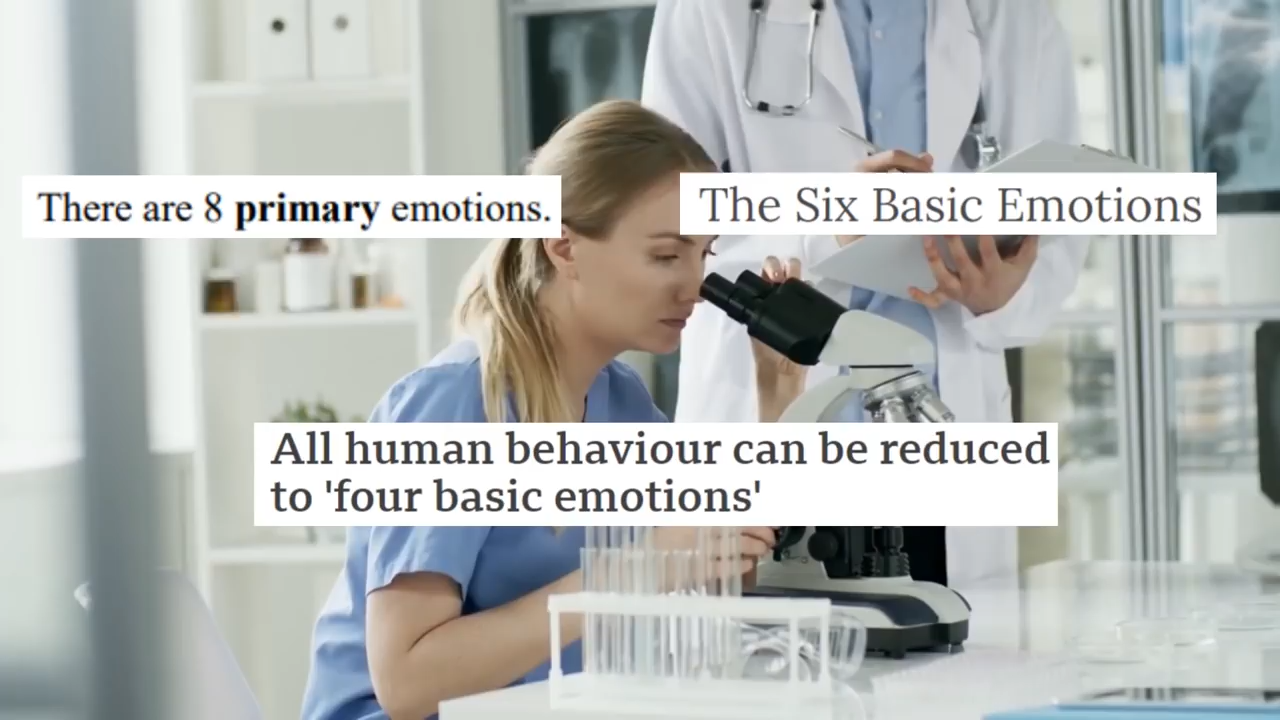 There are 8 primary emotions.
The Six Basic Emotions
All human behaviour can be reduced
to 'four basic emotions'